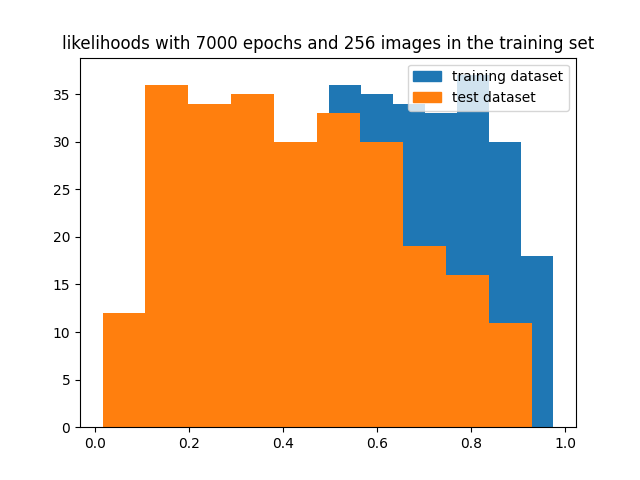 likelihoods with 7000 epochs and 256 images in the training set
training dataset
test dataset
35
30
25
20
15
10
5
0
0.0 0.2 0.4 0.6 0.8 1.0